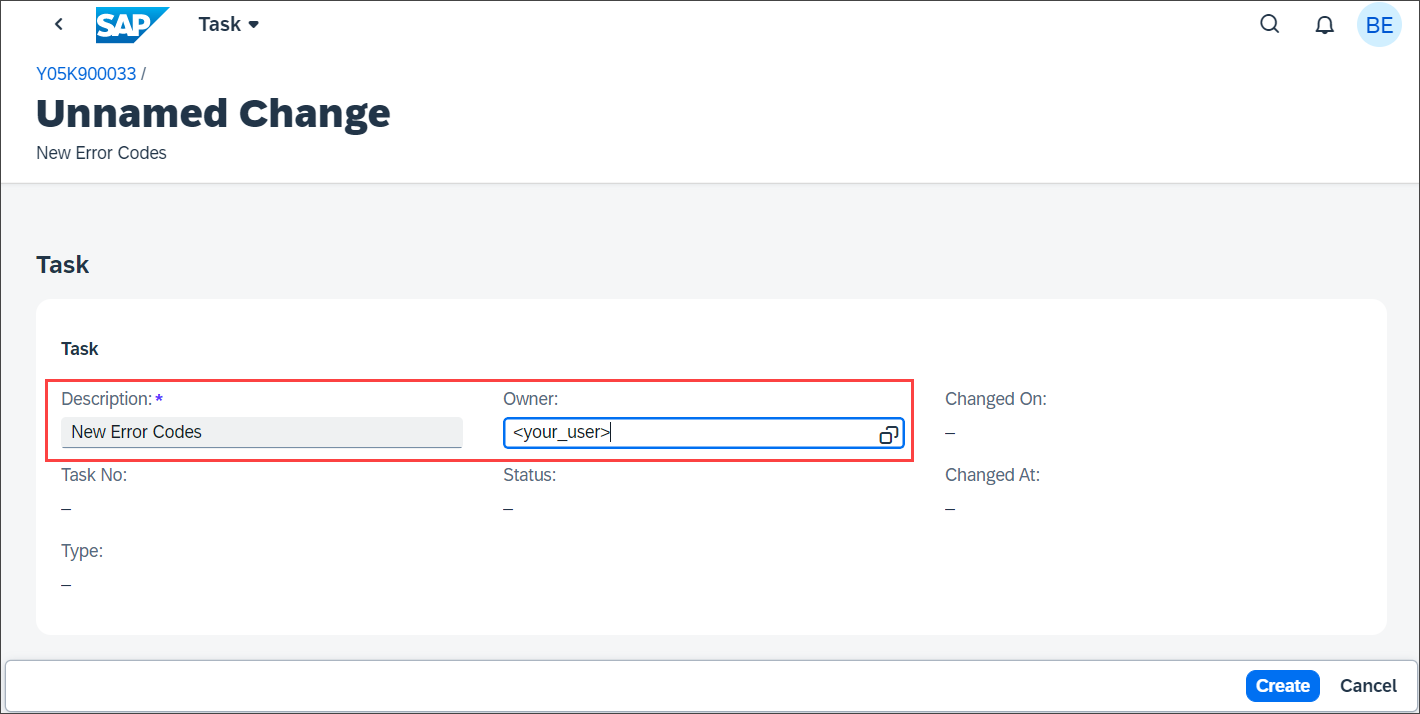 SAP Task
BE
Y05K900033 /
Unnamed Change
New Error Codes
Task
Task
Description:* Owner: Changed On:
New Error Codes <your_user> –
Task No: Status: Changed At:
– – –
Type:
–
Create Cancel